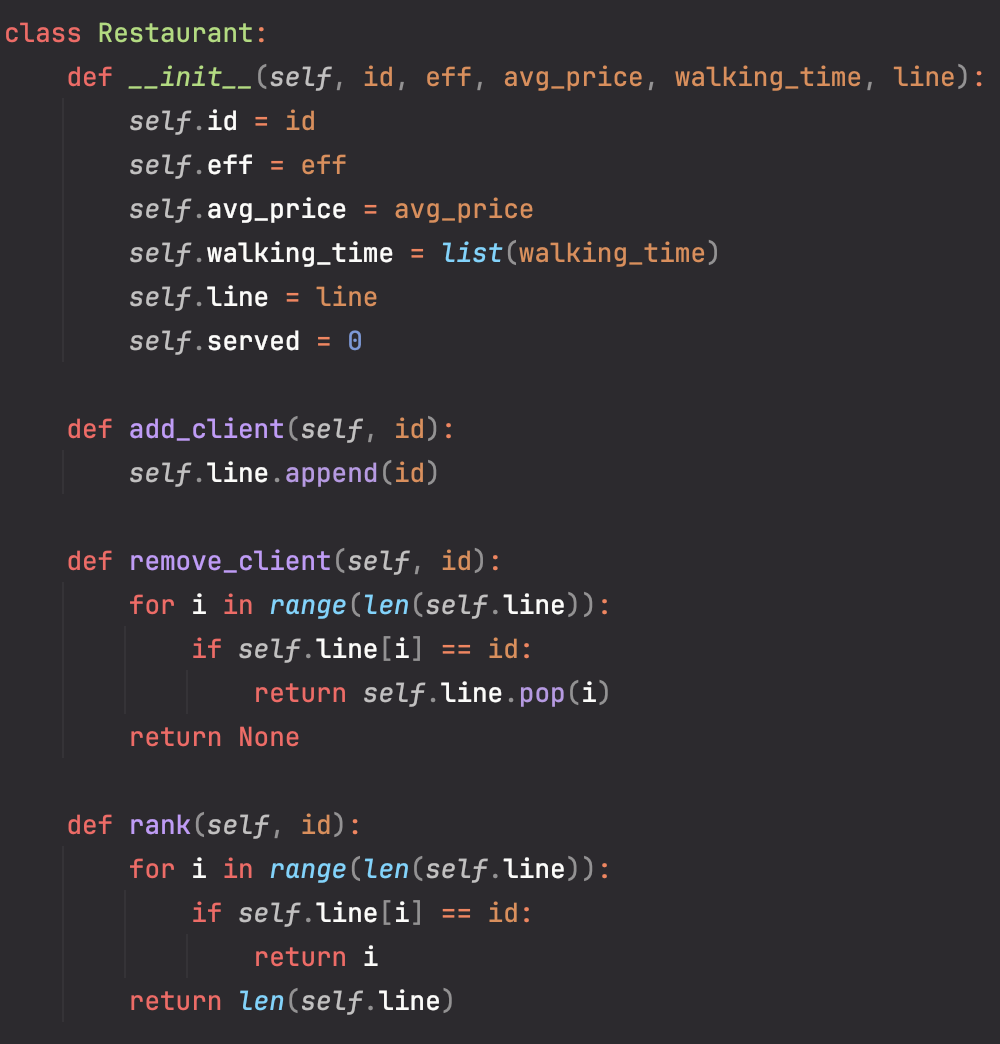 class Restaurant:
    def __init__(self, id, eff, avg_price, walking_time, line):
        self.id = id
        self.eff = eff
        self.avg_price = avg_price
        self.walking_time = list(walking_time)
        self.line = line
        self.served = 0

    def add_client(self, id):
        self.line.append(id)

    def remove_client(self, id):
        for i in range(len(self.line)):
            if self.line[i] == id:
                return self.line.pop(i)
        return None

    def rank(self, id):
        for i in range(len(self.line)):
            if self.line[i] == id:
                return i
        return len(self.line)